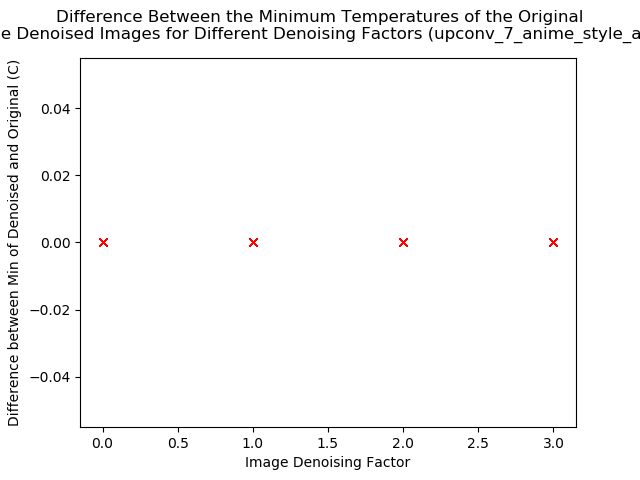 Difference Between the Minimum Temperatures of the Original
e Denoised Images for Different Denoising Factors (upconv_7_anime_style_a
Difference between Min of Denoised and Original (C)
0.04
0.02
0.00
−0.02
−0.04
0.0 0.5 1.0 1.5 2.0 2.5 3.0
Image Denoising Factor